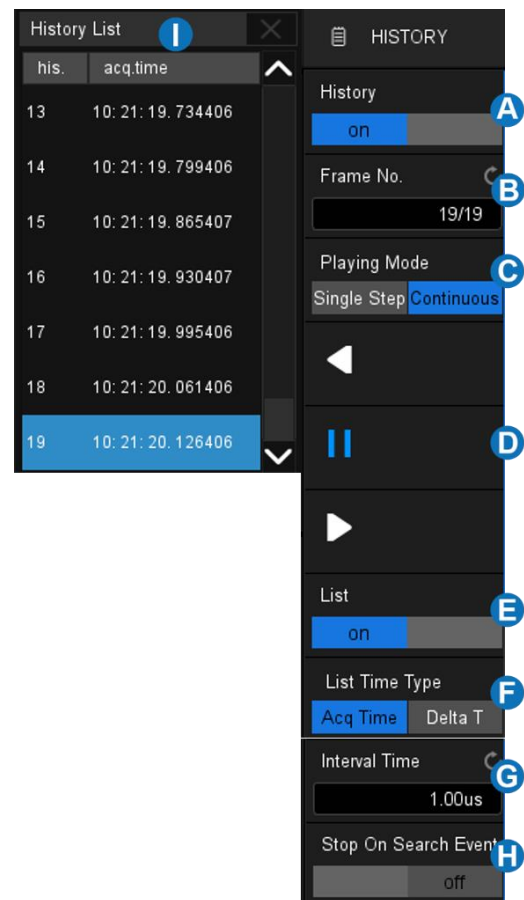 History List
I
his. acq.time
13 10: 21: 19. 734406
14 10: 21: 19. 799406
15 10: 21: 19. 865407
16 10: 21: 19. 930407
17 10: 21: 19. 995406
18 10: 21: 20. 061406
19 10: 21: 20. 126406
HISTORY
History
A
on
Frame No.
B
19/19
Playing Mode
C
Single Step Continuous
D
List
E
on
List Time Type
F
Acq Time Delta T
Interval Time
G
1.00us
Stop On Search Event
H
off